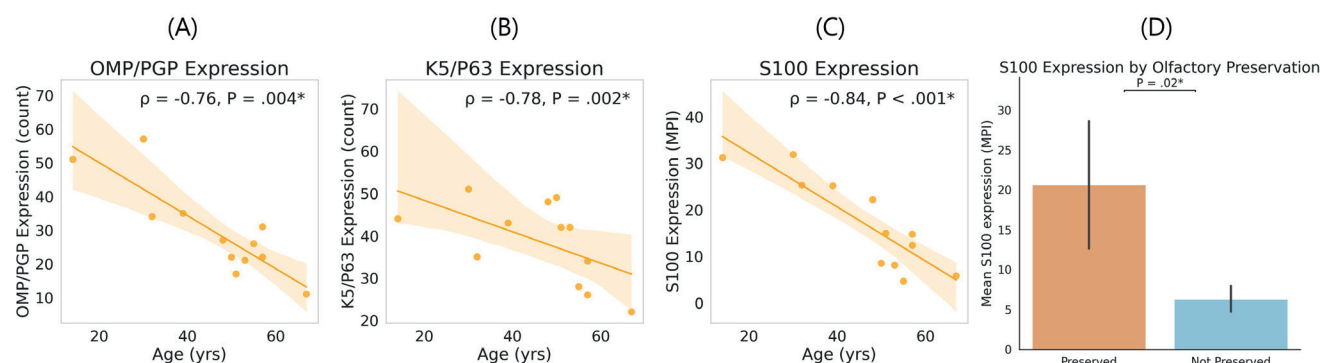 (A)
OMP/PGP Expression
ρ = -0.76, P = .004*
OMP/PGP Expression (count)
70
60
50
40
30
20
10
20
40
60
Age (yrs)
(B)
K5/P63 Expression
ρ = -0.78, P = .002*
K5/P63 Expression (count)
70
60
50
40
30
20
20
40
60
Age (yrs)
(C)
S100 Expression
ρ = -0.84, P < .001*
S100 Expression (MPI)
40
30
20
10
0
20
40
60
Age (yrs)
(D)
S100 Expression by Olfactory Preservation
P = .02*
Mean S100 expression (MPI)
30
25
20
15
10
5
0
Preserved
Not Preserved